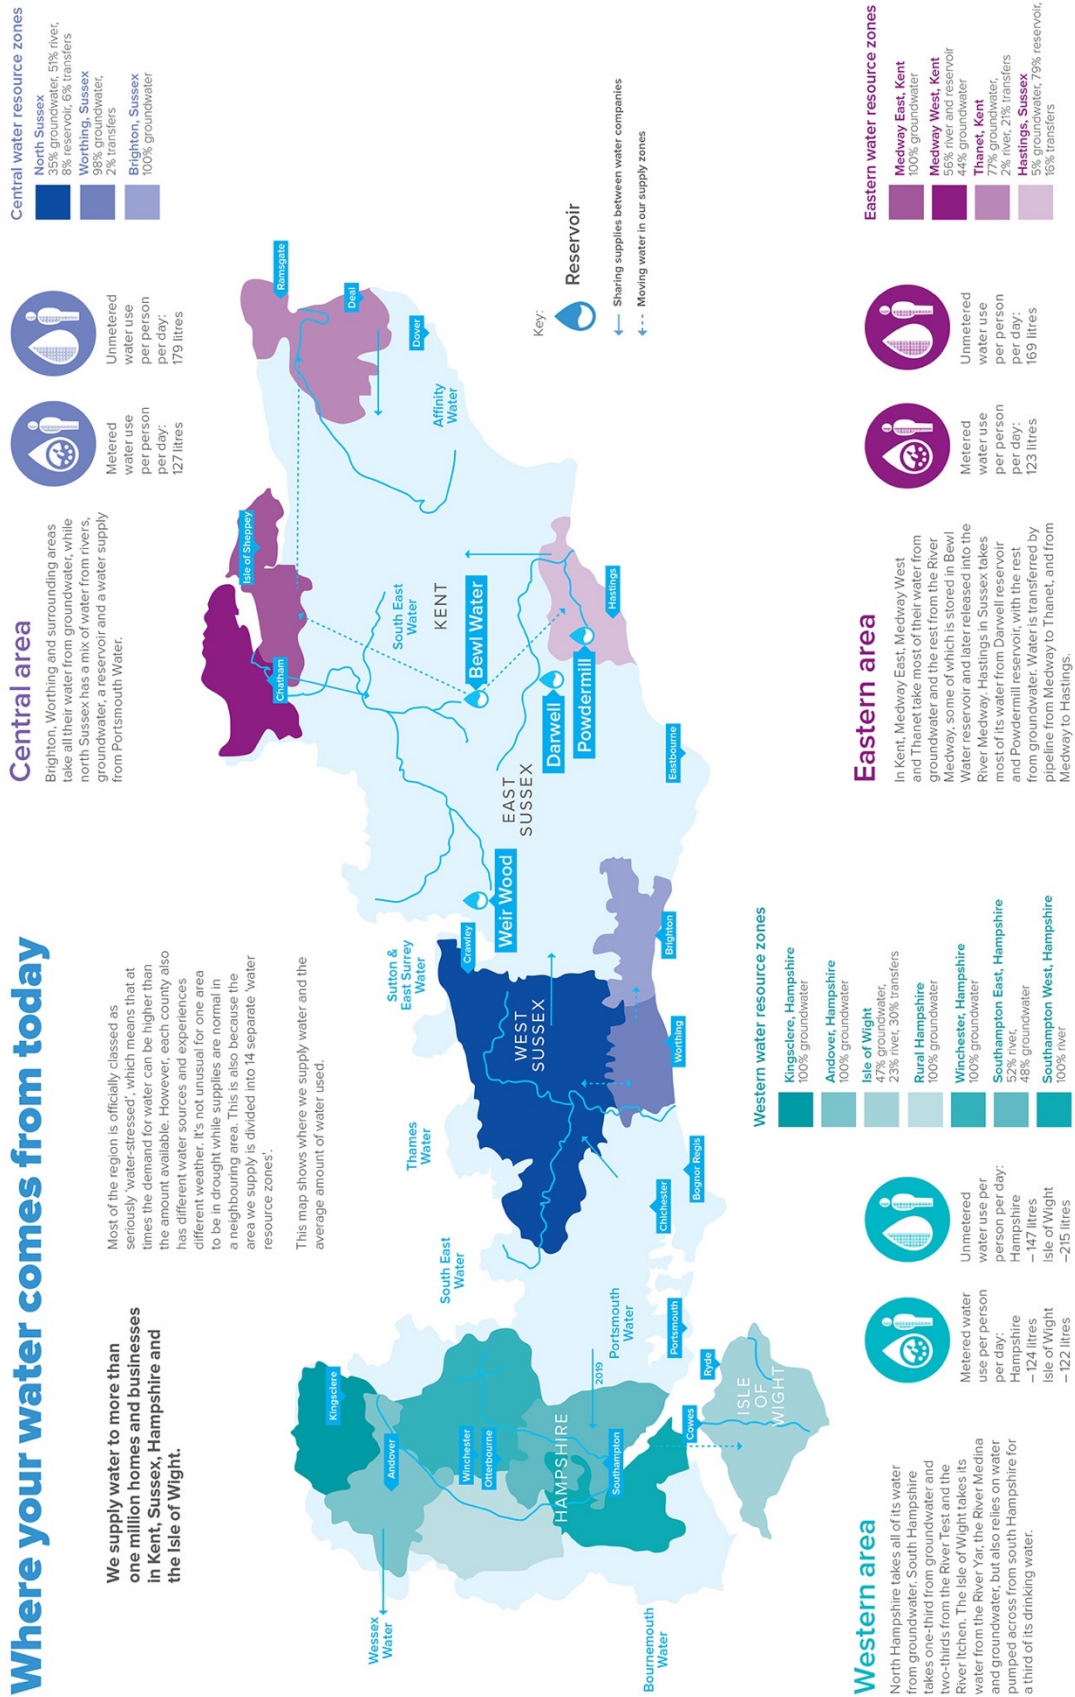 Where your water comes from today
We supply water to more than
one million homes and businesses
in Kent, Sussex, Hampshire and
the Isle of Wight.
Most of the region is officially classed as
seriously 'water-stressed', which means that at
times the demand for water can be higher than
the amount available. However, each county also
has different water sources and experiences
different weather. It's not unusual for one area
to be in drought while supplies are normal in
a neighbouring area. This is also because the
area we supply is divided into 14 separate 'water
resource zones'.
This map shows where we supply water and the
average amount of water used.
Central area
Brighton, Worthing and surrounding areas
take all their water from groundwater, while
north Sussex has a mix of water from rivers,
groundwater, a reservoir and a water supply
from Portsmouth Water.
Metered
water use
per person
per day:
127 litres
Unmetered
water use
per person
per day:
179 litres
Central water resource zones
North Sussex
35% groundwater, 51% river,
8% reservoir, 6% transfers
Worthing, Sussex
98% groundwater,
2% transfers
Brighton, Sussex
100% groundwater
Wessex
Water
Bournemouth
Water
Kingsclere
Andover
Winchester
Otterbourne
HAMPSHIRE
Southampton
2019
Portsmouth
Water
Portsmouth
Ryde
Cowes
ISLE
OF
WIGHT
South East
Water
Thames
Water
Sutton &
East Surrey
Water
Chichester
Bognor Regis
WEST
SUSSEX
Worthing
Brighton
Crawley
Weir Wood
EAST
SUSSEX
Eastbourne
Darwell
Powdermill
Bewl Water
Hastings
KENT
South East
Water
Chatham
Isle of Sheppey
Affinity
Water
Dover
Deal
Ramsgate
Key:
Reservoir
Sharing supplies between water companies
Moving water in our supply zones
Western area
North Hampshire takes all of its water
from groundwater. South Hampshire
takes one-third from groundwater and
two-thirds from the River Test and the
River Itchen. The Isle of Wight takes its
water from the River Yar, the River Medina
and groundwater, but also relies on water
pumped across from south Hampshire for
a third of its drinking water.
Metered water
use per person
per day:
Hampshire
–124 litres
Isle of Wight
–122 litres
Unmetered
water use per
person per day:
Hampshire
–147 litres
Isle of Wight
–215 litres
Western water resource zones
Kingsclere, Hampshire
100% groundwater
Andover, Hampshire
100% groundwater
Isle of Wight
47% groundwater,
23% river, 30% transfers
Rural Hampshire
100% groundwater
Winchester, Hampshire
100% groundwater
Southampton East, Hampshire
52% river,
48% groundwater
Southampton West, Hampshire
100% river
Eastern area
In Kent, Medway East, Medway West
and Thanet take most of their water from
groundwater and the rest from the River
Medway, some of which is stored in Bewl
Water reservoir and later released into the
River Medway. Hastings in Sussex takes
most of its water from Darwell reservoir
and Powdermill reservoir, with the rest
from groundwater. Water is transferred by
pipeline from Medway to Thanet, and from
Medway to Hastings.
Metered
water use
per person
per day:
123 litres
Unmetered
water use
per person
per day:
169 litres
Eastern water resource zones
Medway East, Kent
100% groundwater
Medway West, Kent
56% river and reservoir
44% groundwater
Thanet, Kent
77% groundwater,
2% river, 21% transfers
Hastings, Sussex
5% groundwater, 79% reservoir,
16% transfers